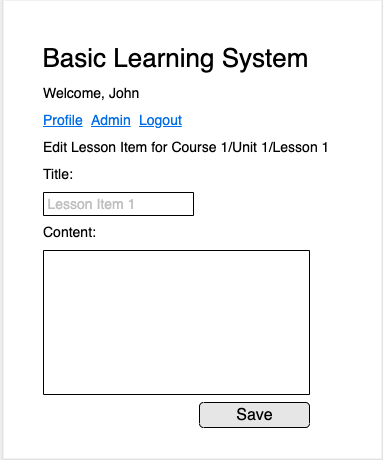 Basic Learning System
Welcome, John
Profile Admin Logout
Edit Lesson Item for Course 1/Unit 1/Lesson 1
Title:
Lesson Item 1
Content:
Save